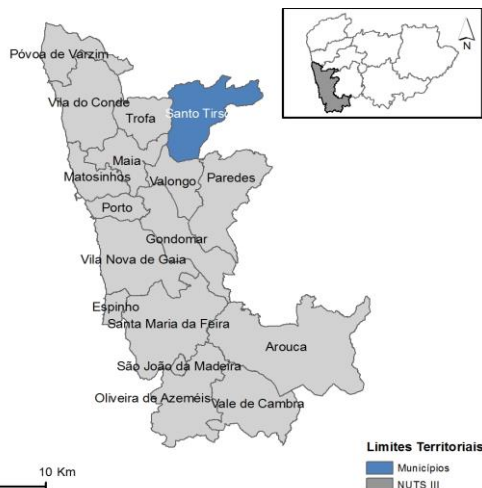 N
Póvoa de Varzim
Vila do Conde
Santo Tirso
Trofa
Maia
Matosinhos
Valongo
Paredes
Porto
Gondomar
Vila Nova de Gaia
Espinho
Santa Maria da Feira
Arouca
São João da Madeira
Oliveira de Azeméis
Vale de Cambra
Limites Territoriais
10 Km
Municípios
NUTS III